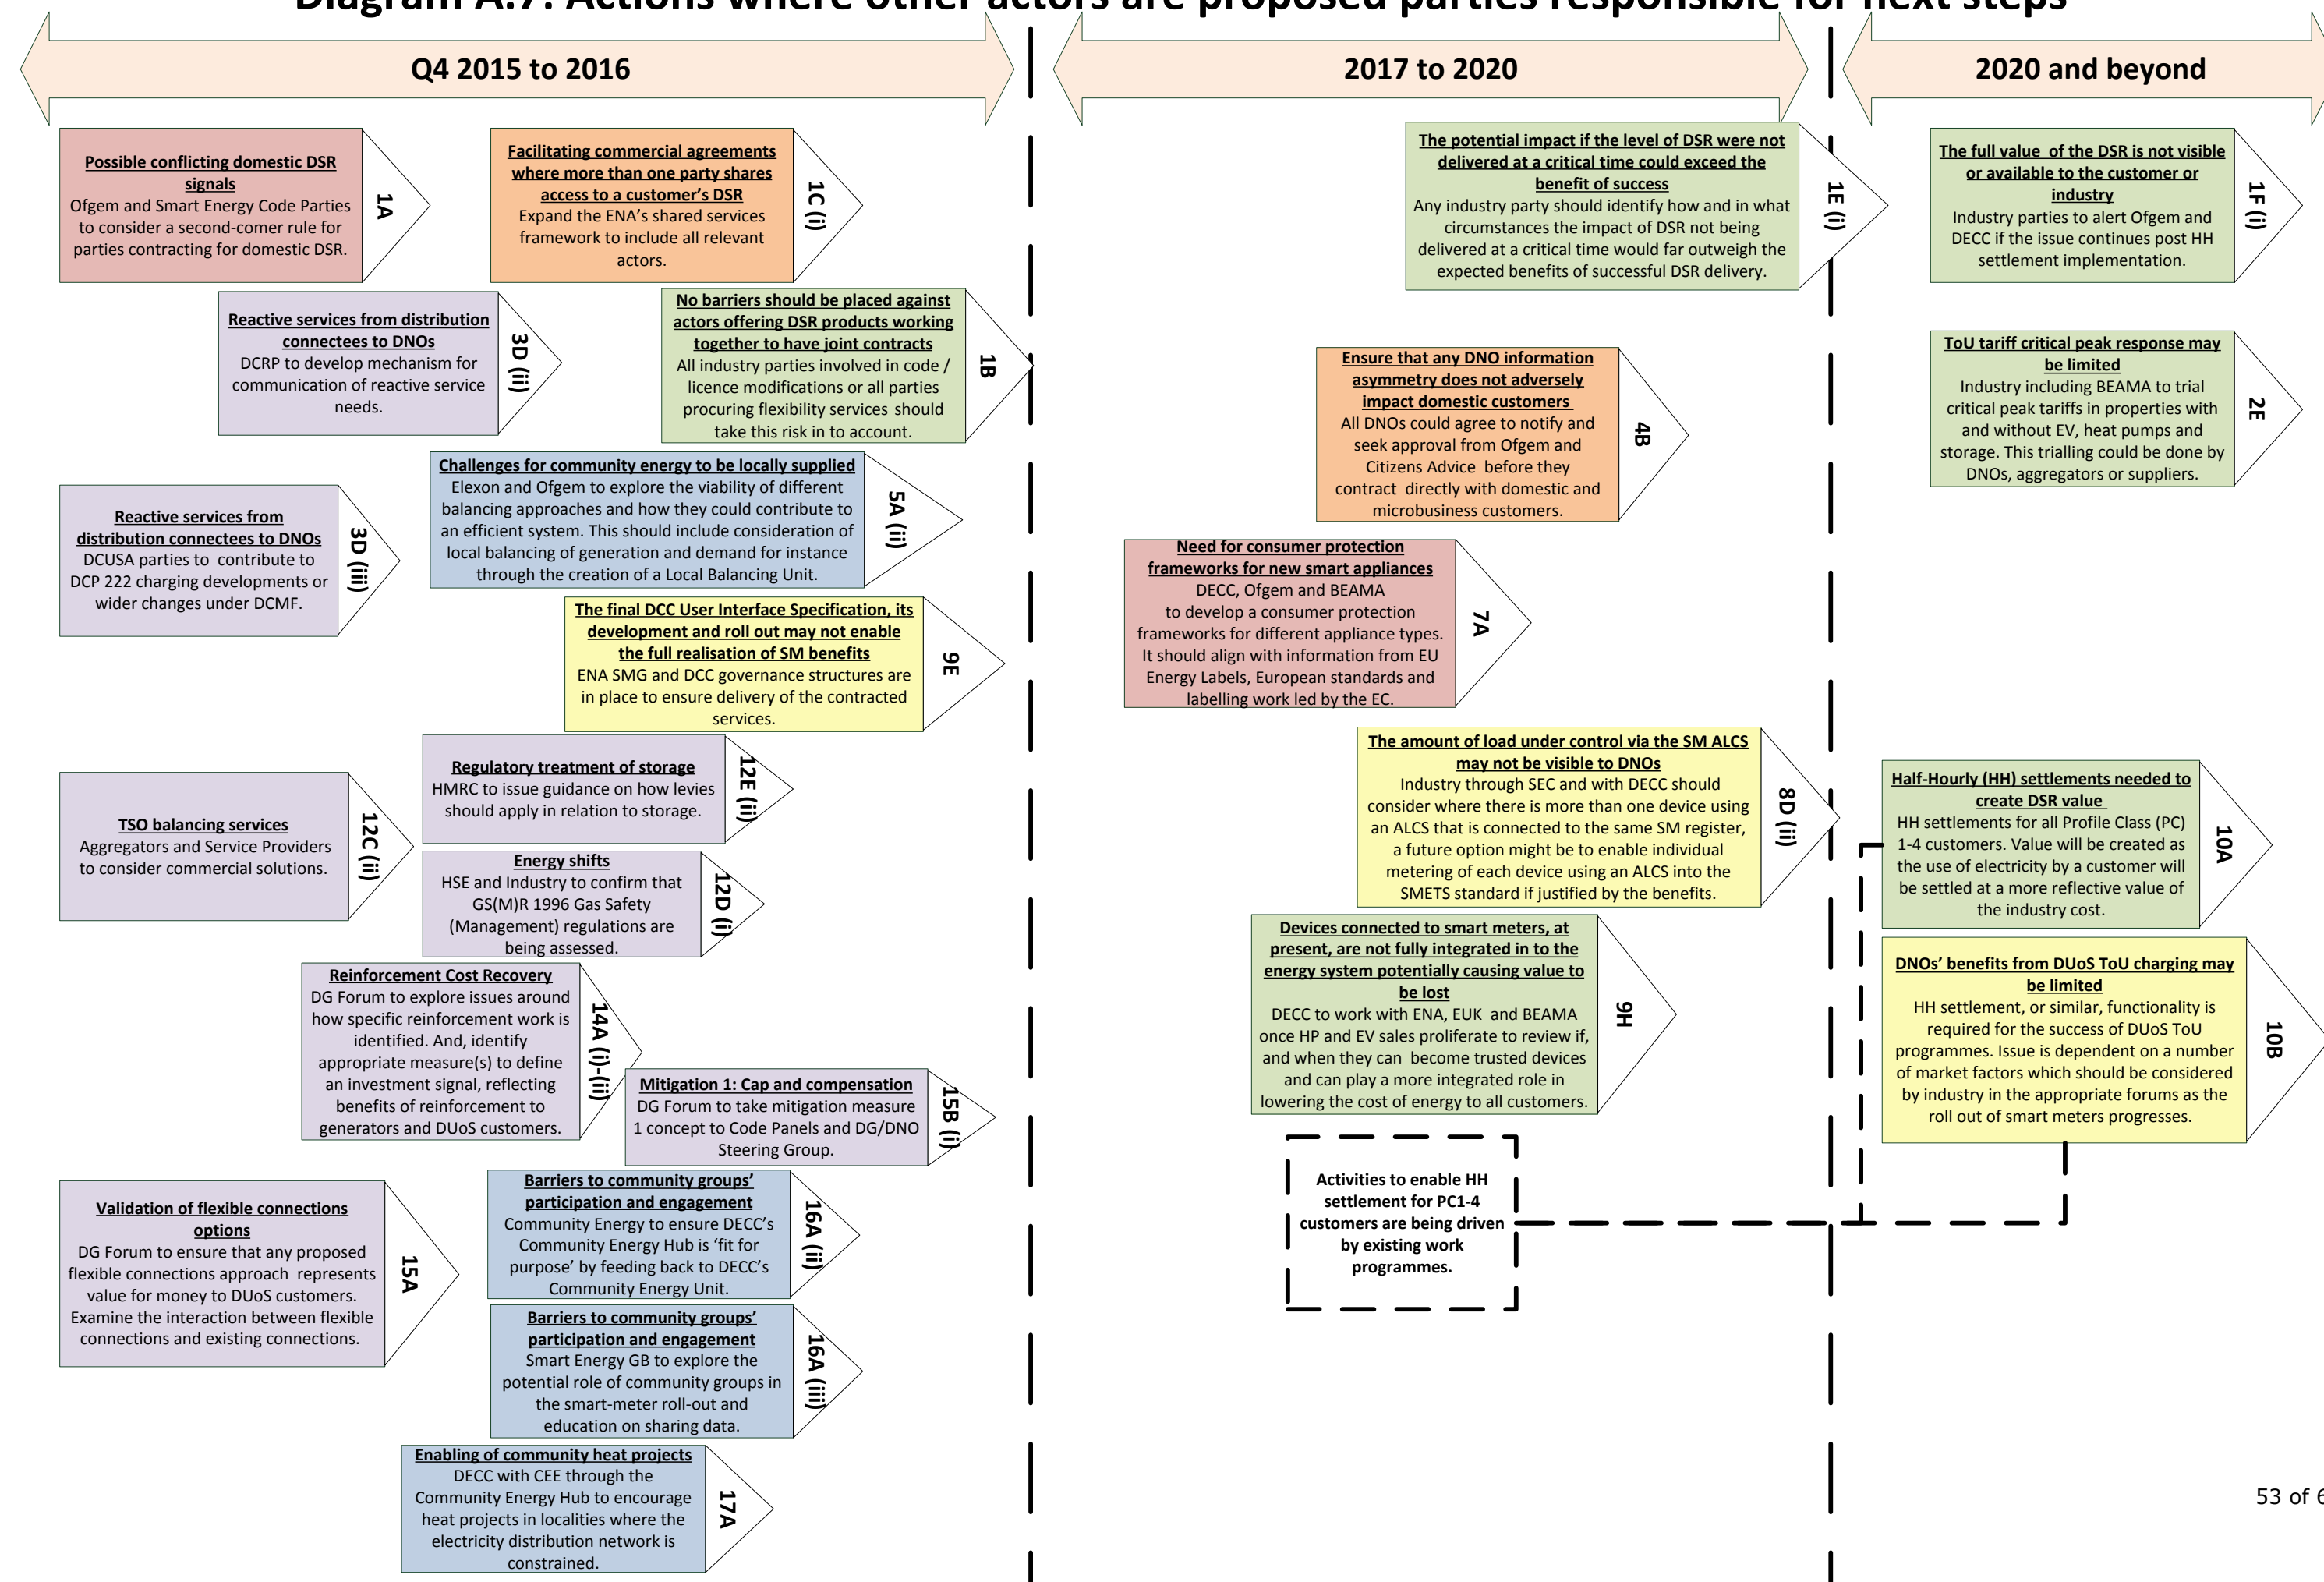 Diagram A.7: Actions where other actors are proposed parties responsible for next steps
Q4 2015 to 2016
2017 to 2020
2020 and beyond
Possible conflicting domestic DSR
signals
Ofgem and Smart Energy Code Parties
to consider a second-comer rule for
parties contracting for domestic DSR.
1A
Facilitating commercial agreements
where more than one party shares
access to a customer's DSR
Expand the ENA's shared services
framework to include all relevant
actors.
1C (i)
Reactive services from distribution
connectees to DNOs
DCRP to develop mechanism for
communication of reactive service
needs.
3D (ii)
No barriers should be placed against
actors offering DSR products working
together to have joint contracts
All industry parties involved in code /
licence modifications or all parties
procuring flexibility services should
take this risk in to account.
1B
Challenges for community energy to be locally supplied
Elexon and Ofgem to explore the viability of different
balancing approaches and how they could contribute to
an efficient system. This should include consideration of
local balancing of generation and demand for instance
through the creation of a Local Balancing Unit.
5A (ii)
Reactive services from
distribution connectees to DNOs
DCUSA parties to contribute to
DCP 222 charging developments or
wider changes under DCMF.
3D (iii)
The final DCC User Interface Specification, its
development and roll out may not enable
the full realisation of SM benefits
ENA SMG and DCC governance structures are
in place to ensure delivery of the contracted
services.
9E
Regulatory treatment of storage
HMRC to issue guidance on how levies
should apply in relation to storage.
12E (ii)
TSO balancing services
Aggregators and Service Providers
to consider commercial solutions.
12C (ii)
Energy shifts
HSE and Industry to confirm that
GS(M)R 1996 Gas Safety
(Management) regulations are
being assessed.
12D (i)
Reinforcement Cost Recovery
DG Forum to explore issues around
how specific reinforcement work is
identified. And, identify
appropriate measure(s) to define
an investment signal, reflecting
benefits of reinforcement to
generators and DUoS customers.
14A (i)-(ii)
Mitigation 1: Cap and compensation
DG Forum to take mitigation measure
1 concept to Code Panels and DG/DNO
Steering Group.
15B (i)
Validation of flexible connections
options
DG Forum to ensure that any proposed
flexible connections approach represents
value for money to DUoS customers.
Examine the interaction between flexible
connections and existing connections.
15A
Barriers to community groups'
participation and engagement
Community Energy to ensure DECC's
Community Energy Hub is 'fit for
purpose' by feeding back to DECC's
Community Energy Unit.
16A (ii)
Barriers to community groups'
participation and engagement
Smart Energy GB to explore the
potential role of community groups in
the smart-meter roll-out and
education on sharing data.
16A (iii)
Enabling of community heat projects
DECC with CEE through the
Community Energy Hub to encourage
heat projects in localities where the
electricity distribution network is
constrained.
17A
The potential impact if the level of DSR were not
delivered at a critical time could exceed the
benefit of success
Any industry party should identify how and in what
circumstances the impact of DSR not being
delivered at a critical time would far outweigh the
expected benefits of successful DSR delivery.
1E (i)
Ensure that any DNO information
asymmetry does not adversely
impact domestic customers
All DNOs could agree to notify and
seek approval from Ofgem and
Citizens Advice before they
contract directly with domestic and
microbusiness customers.
4B
Need for consumer protection
frameworks for new smart appliances
DECC, Ofgem and BEAMA
to develop a consumer protection
frameworks for different appliance types.
It should align with information from EU
Energy Labels, European standards and
labelling work led by the EC.
7A
The amount of load under control via the SM ALCS
may not be visible to DNOs
Industry through SEC and with DECC should
consider where there is more than one device using
an ALCS that is connected to the same SM register,
a future option might be to enable individual
metering of each device using an ALCS into the
SMETS standard if justified by the benefits.
8D (ii)
Devices connected to smart meters, at
present, are not fully integrated in to the
energy system potentially causing value to
be lost
DECC to work with ENA, EUK and BEAMA
once HP and EV sales proliferate to review if,
and when they can become trusted devices
and can play a more integrated role in
lowering the cost of energy to all customers.
9H
Activities to enable HH
settlement for PC1-4
customers are being driven
by existing work
programmes.
The full value of the DSR is not visible
or available to the customer or
industry
Industry parties to alert Ofgem and
DECC if the issue continues post HH
settlement implementation.
1F (i)
ToU tariff critical peak response may
be limited
Industry including BEAMA to trial
critical peak tariffs in properties with
and without EV, heat pumps and
storage. This trialling could be done by
DNOs, aggregators or suppliers.
2E
Half-Hourly (HH) settlements needed to
create DSR value
HH settlements for all Profile Class (PC)
1-4 customers. Value will be created as
the use of electricity by a customer will
be settled at a more reflective value of
the industry cost.
10A
DNOs' benefits from DUoS ToU charging may
be limited
HH settlement, or similar, functionality is
required for the success of DUoS ToU
programmes. Issue is dependent on a number
of market factors which should be considered
by industry in the appropriate forums as the
roll out of smart meters progresses.
10B
53 of 6